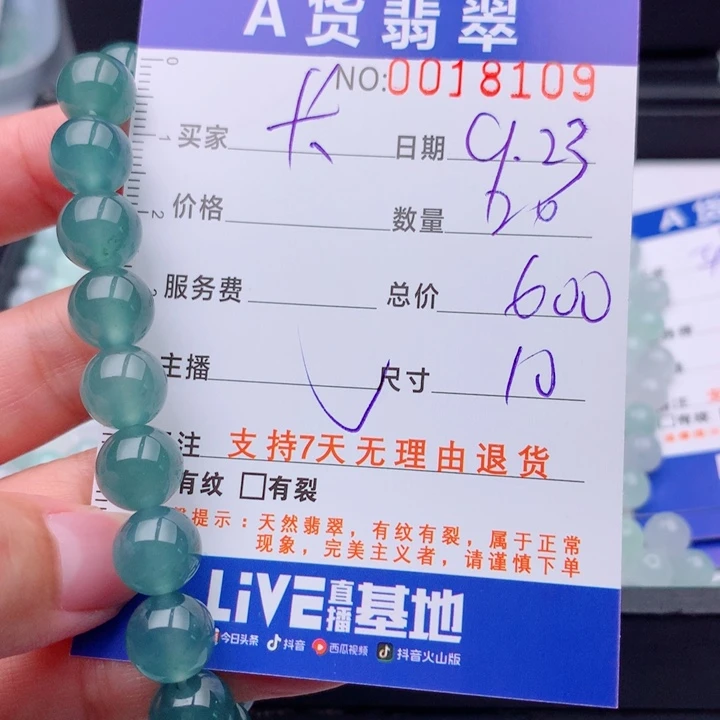 A货翡翠
NO:0018109
买家 日期 9.23
价格 数量 20
服务费 总价 600
主播 尺寸 10
注 支持7天无理由退货
有纹 □有裂
提示：天然翡翠，有纹有裂，属于正常
现象，完美主义者，请谨慎下单
LiVE直播基地
今日头条 抖音 西瓜视频 抖音火山版
A